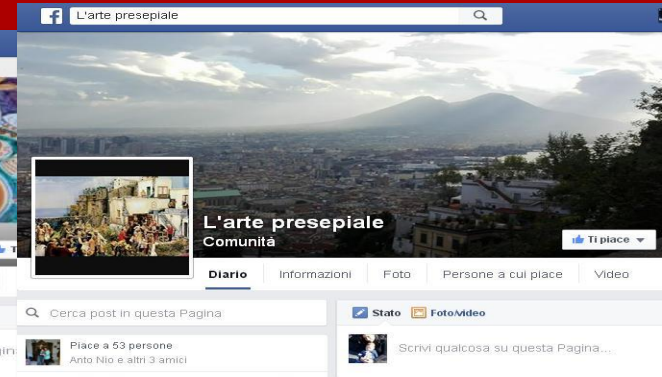 L'arte presepiale
L'arte presepiale
Comunitá
Ti piace
Diario Informazioni Foto Persone a cui piace Video
Cerca post in questa Pagina
Stato Foto/video
Piace a 53 persone
Anto Nio e altri 3 amici
Scrivi qualcosa su questa Pagina...